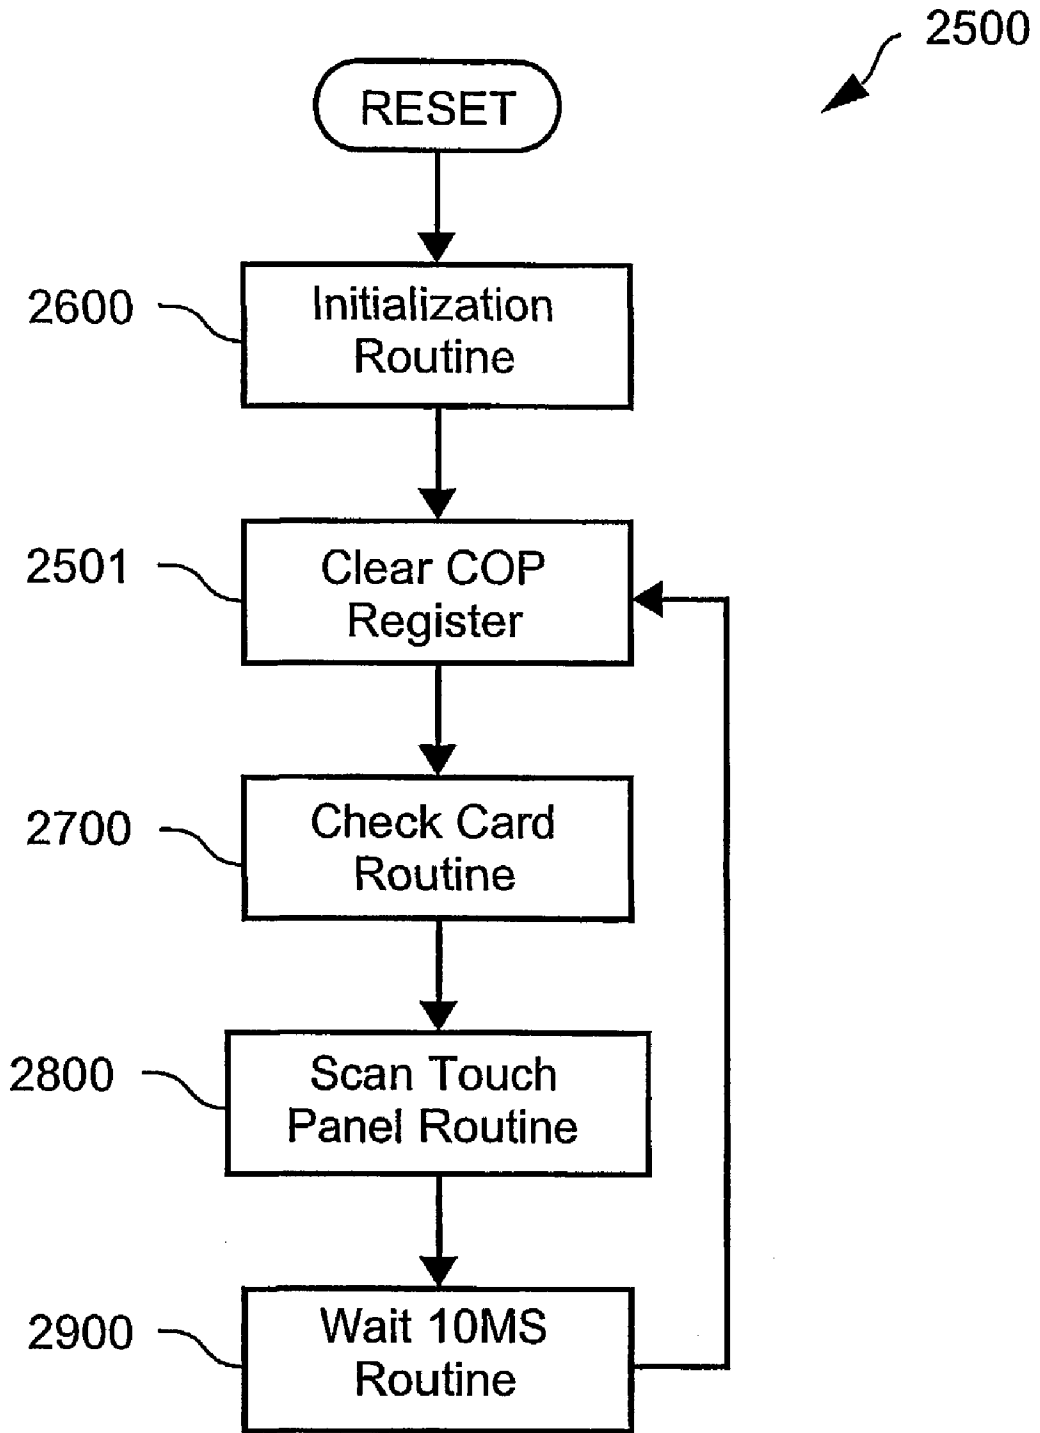 2500
RESET
2600
Initialization
Routine
2501
Clear COP
Register
2700
Check Card
Routine
2800
Scan Touch
Panel Routine
2900
Wait 10MS
Routine